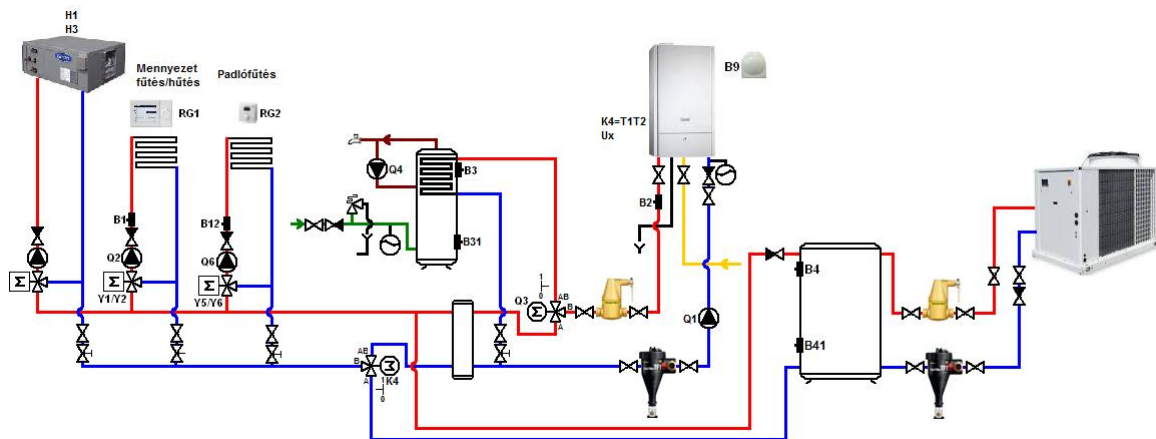 H1
H3
Mennyezet
fűtés/hűtés
RG1
Padlófűtés
RG2
B1
Q2
M
Y1/Y2
B12
Q6
M
Y5/Y6
M
Q4
B3
B31
K4=T1T2
Ux
B9
B2
Q1
Q3
M
1
0
AB
B
A
AB
B
A
M
K4
1
0
B4
B41